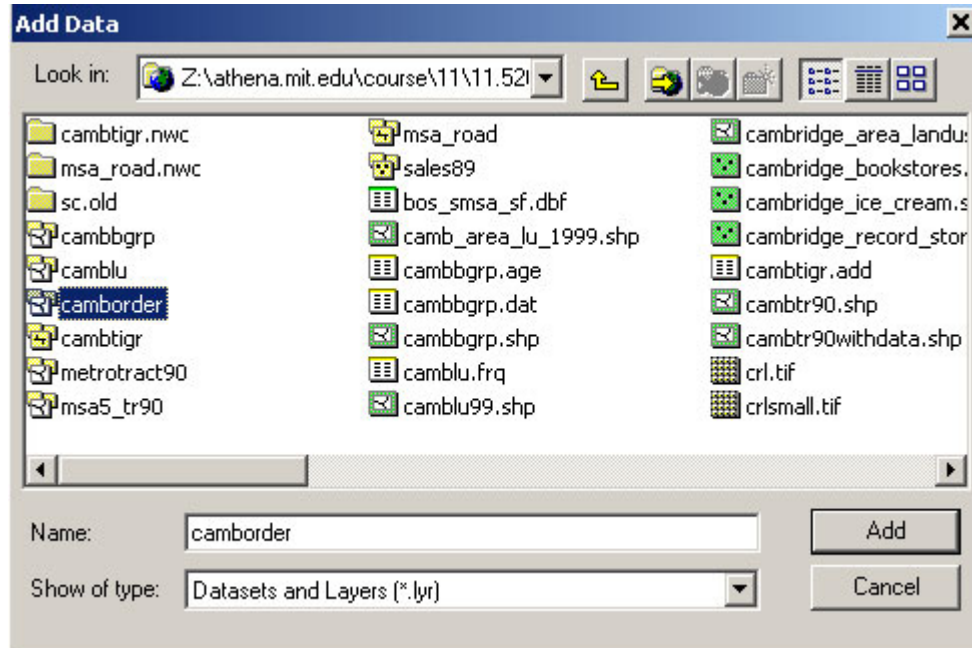 Add Data
Look in: Z:\athena.mit.edu\course\11\11.520
cambtigr.nwc
msa_road.nwc
sc.old
cambbgrp
camblu
camborder
cambtigr
metrotract90
msa5_tr90
msa_road
sales89
bos_smsa_sf.dbf
camb_area_lu_1999.shp
cambbgrp.age
cambbgrp.dat
cambbgrp.shp
camblu.frq
camblu99.shp
cambridge_area_landu
cambridge_bookstores.
cambridge_ice_cream.s
cambridge_record_stor
cambtigr.add
cambtr90.shp
cambtr90withdata.shp
crl.tif
crlsmall.tif
Name: camborder
Add
Show of type: Datasets and Layers (*.lyr)
Cancel